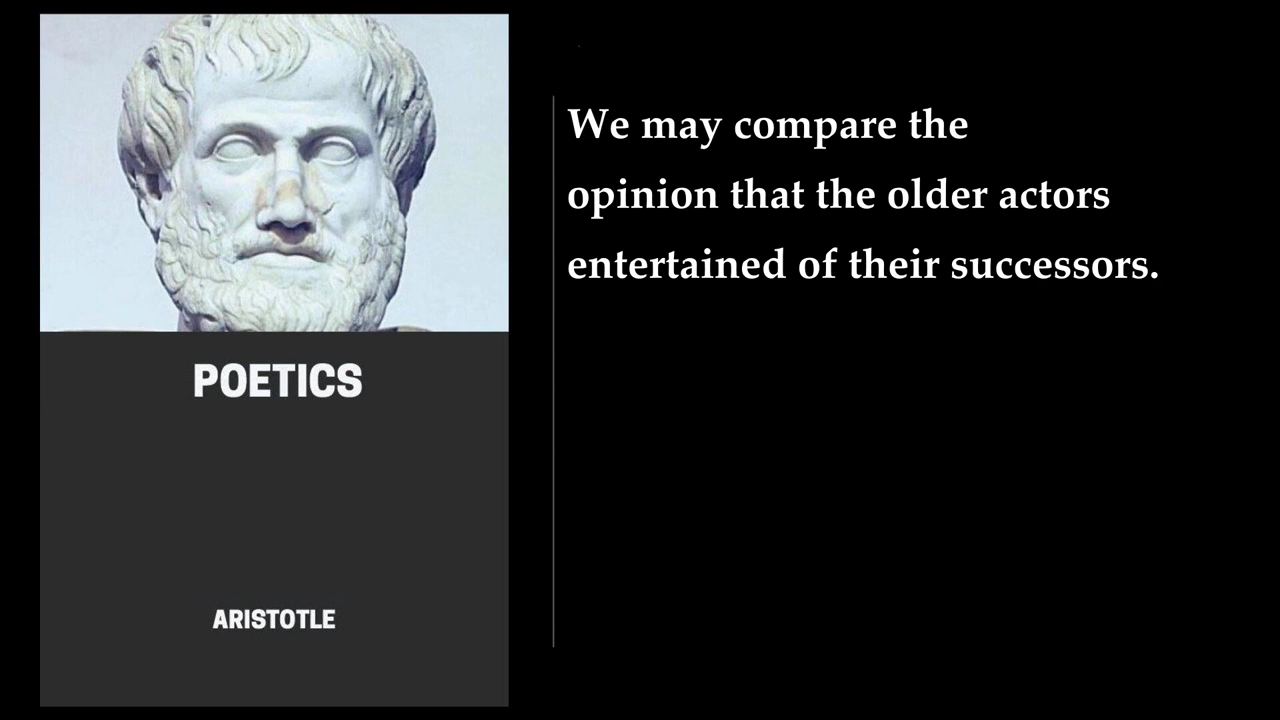 POETICS
ARISTOTLE
We may compare the
opinion that the older actors
entertained of their successors.